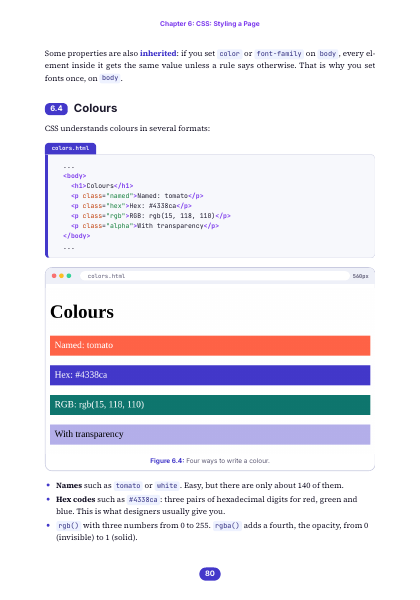 Chapter 6: CSS: Styling a Page
Some properties are also inherited: if you set color or font-family on body , every el-
ement inside it gets the same value unless a rule says otherwise. That is why you set
fonts once, on body .
6.4 Colours
CSS understands colours in several formats:
colors.html
...
<body>
<h1>Colours</h1>
<p class="named">Named: tomato</p>
<p class="hex">Hex: #4338ca</p>
<p class="rgb">RGB: rgb(15, 118, 110)</p>
<p class="alpha">With transparency</p>
</body>
...
colors.html 560px
Colours
Named: tomato
Hex: #4338ca
RGB: rgb(15, 118, 110)
With transparency
Figure 6.4: Four ways to write a colour.
• Names such as tomato or white . Easy, but there are only about 140 of them.
• Hex codes such as #4338ca : three pairs of hexadecimal digits for red, green and
blue. This is what designers usually give you.
• rgb() with three numbers from 0 to 255. rgba() adds a fourth, the opacity, from 0
(invisible) to 1 (solid).
80